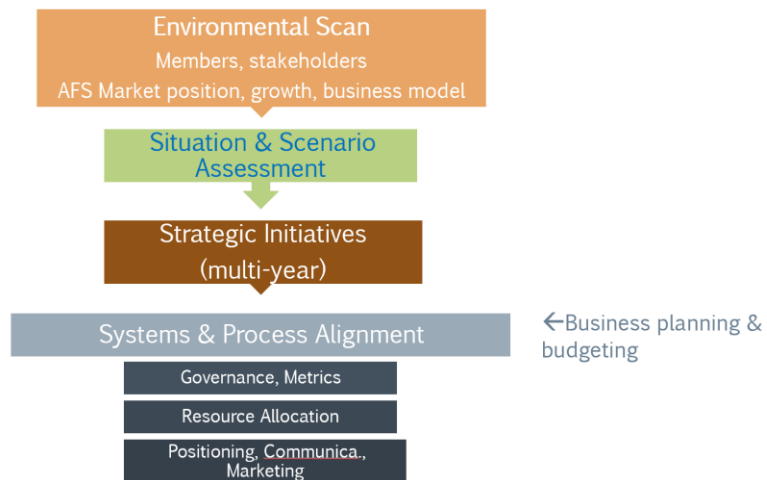 Environmental Scan
Members, stakeholders
AFS Market position, growth, business model
Situation & Scenario
Assessment
Strategic Initiatives
(multi-year)
Systems & Process Alignment
←Business planning &
budgeting
Governance, Metrics
Resource Allocation
Positioning, Communica.,
Marketing